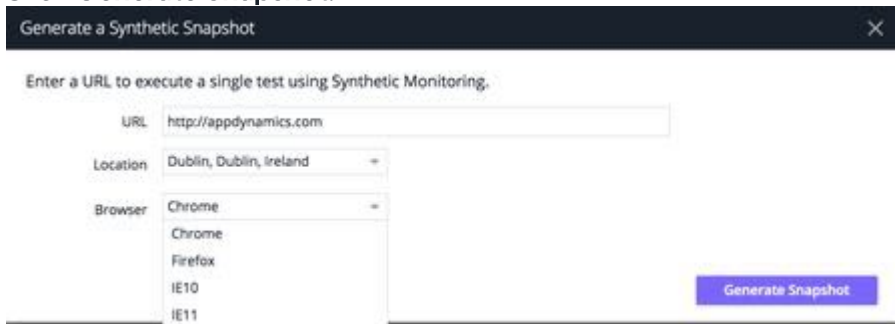 Generate a Synthetic Snapshot
Enter a URL to execute a single test using Synthetic Monitoring.
URL http://appdynamics.com
Location Dublin, Dublin, Ireland
Browser Chrome
Chrome
Firefox
IE10
Generate Snapshot
IE11